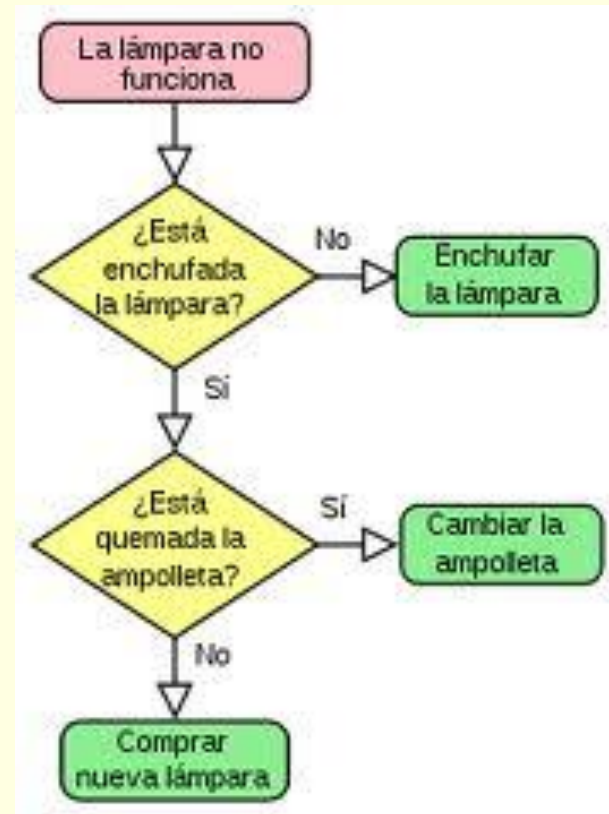 La lámpara no
funciona
¿Está
enchufada
la lámpara?
No
Enchufar
la lámpara
Sí
¿Está
quemada la
ampolleta?
Sí
Cambiar la
ampolleta
No
Comprar
nueva lámpara